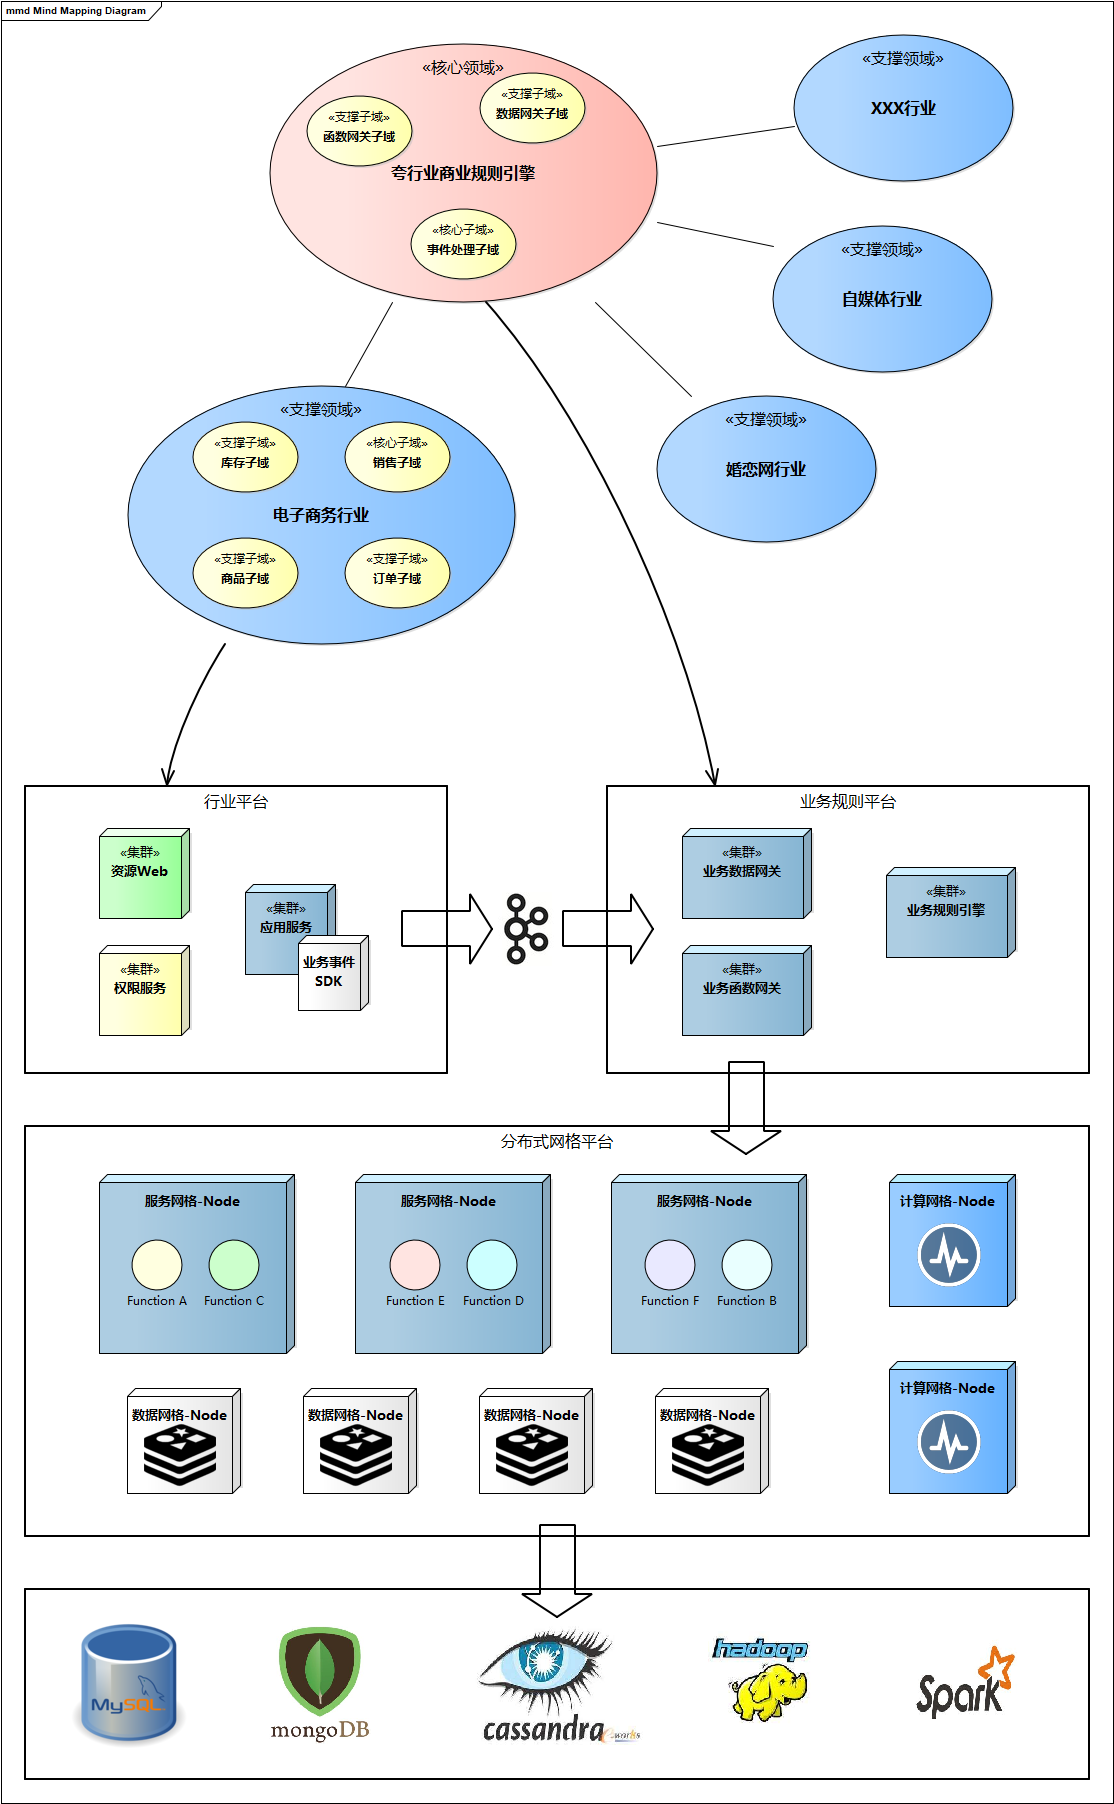 mmd Mind Mapping Diagram
«核心领域»
«支撑子域»
函数网关子域
«支撑子域»
数据网关子域
夸行业商业规则引擎
«核心子域»
事件处理子域
«支撑领域»
XXX行业
«支撑领域»
自媒体行业
«支撑领域»
婚恋网行业
«支撑领域»
«支撑子域»
库存子域
«核心子域»
销售子域
电子商务行业
«支撑子域»
商品子域
«支撑子域»
订单子域
行业平台
«集群»
资源Web
«集群»
应用服务
业务事件
SDK
«集群»
权限服务
业务规则平台
«集群»
业务数据网关
«集群»
业务规则引擎
«集群»
业务函数网关
分布式网格平台
服务网格-Node
Function A
Function C
服务网格-Node
Function E
Function D
服务网格-Node
Function F
Function B
计算网格-Node
计算网格-Node
数据网格-Node
数据网格-Node
数据网格-Node
数据网格-Node
MySQL
mongoDB
cassandra
hadoop
Spark